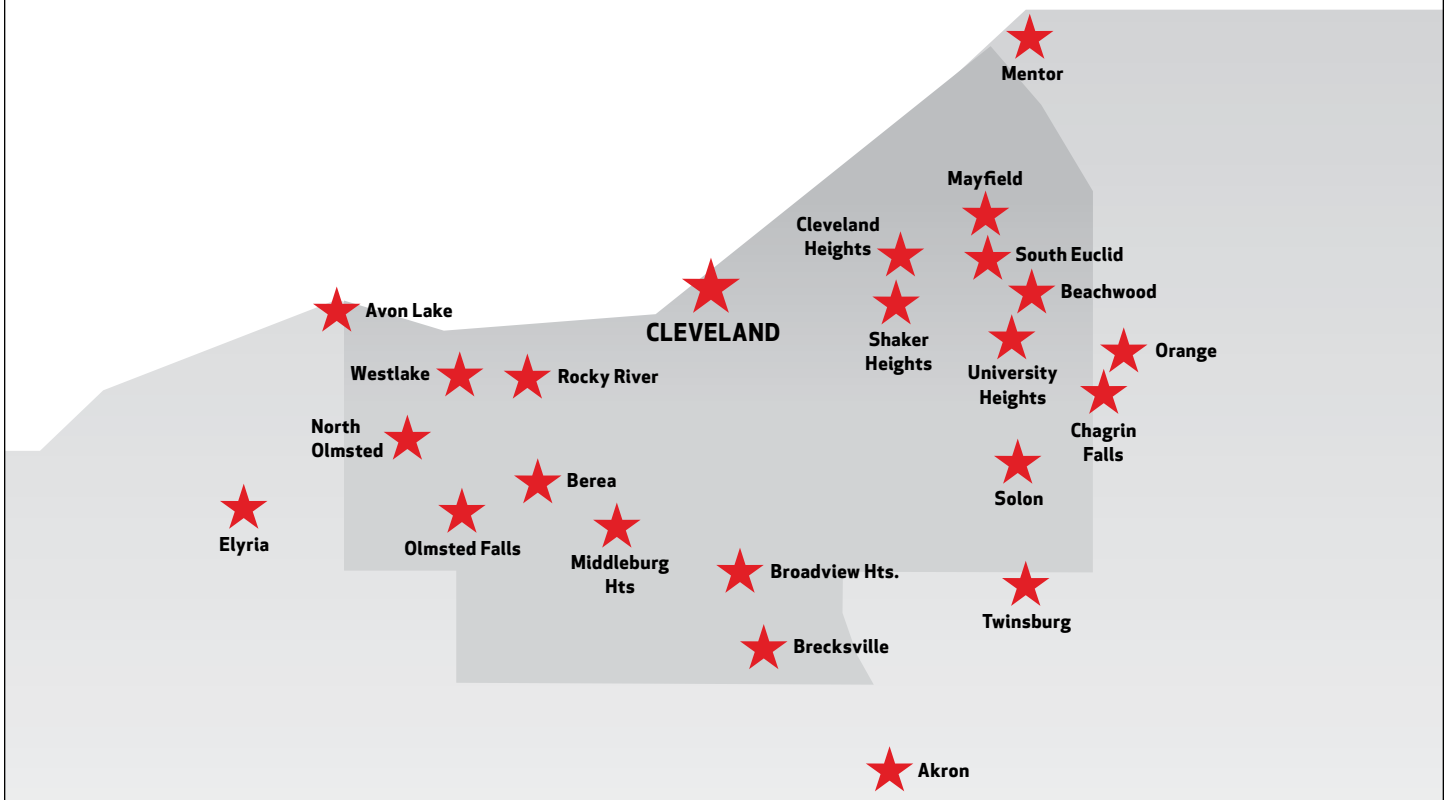 Mentor
Mayfield
Cleveland
Heights
South Euclid
Beachwood
Avon Lake
CLEVELAND
Shaker
Heights
Orange
University
Heights
Westlake
Rocky River
North
Olmsted
Chagrin
Falls
Berea
Solon
Elyria
Olmsted Falls
Middleburg
Hts
Broadview Hts.
Twinsburg
Brecksville
Akron